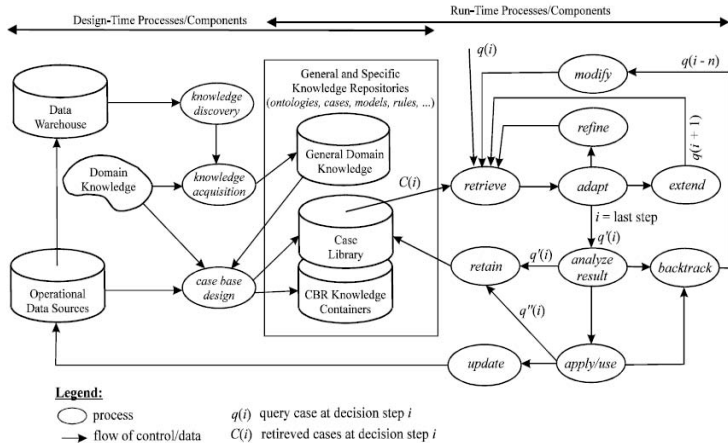 Design-Time Processes/Components
Run-Time Processes/Components
q(i)
General and Specific
Knowledge Repositories
(ontologies, cases, models, rules, ...)
modify
q(i - n)
Data
Warehouse
knowledge
discovery
refine
q(i + 1)
Domain
Knowledge
knowledge
acquisition
General Domain
Knowledge
C(i)
retrieve
adapt
extend
i = last step
q'(i)
Case
Library
Operational
Data Sources
case base
design
retain
q'(i)
analyze
result
backtrack
CBR Knowledge
Containers
q''(i)
update
apply/use
Legend:
process
q(i) query case at decision step i
flow of control/data
C(i) retireved cases at decision step i